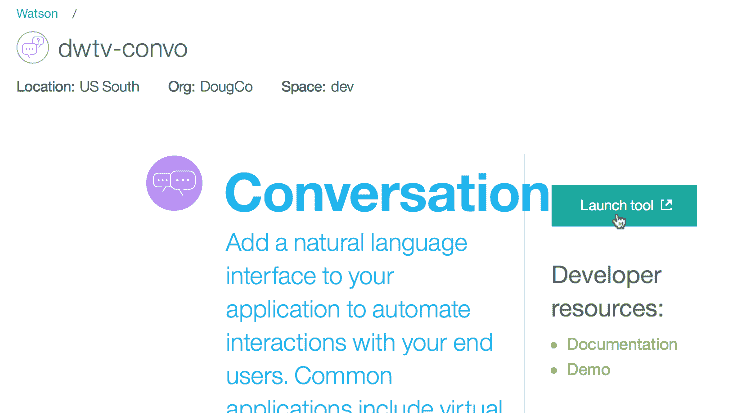 Watson /
dwtv-convo
Location: US South Org: DougCo Space: dev
Conversation
Add a natural language
interface to your
application to automate
interactions with your end
users. Common
applications include virtual
Launch tool
Developer
resources:
• Documentation
• Demo